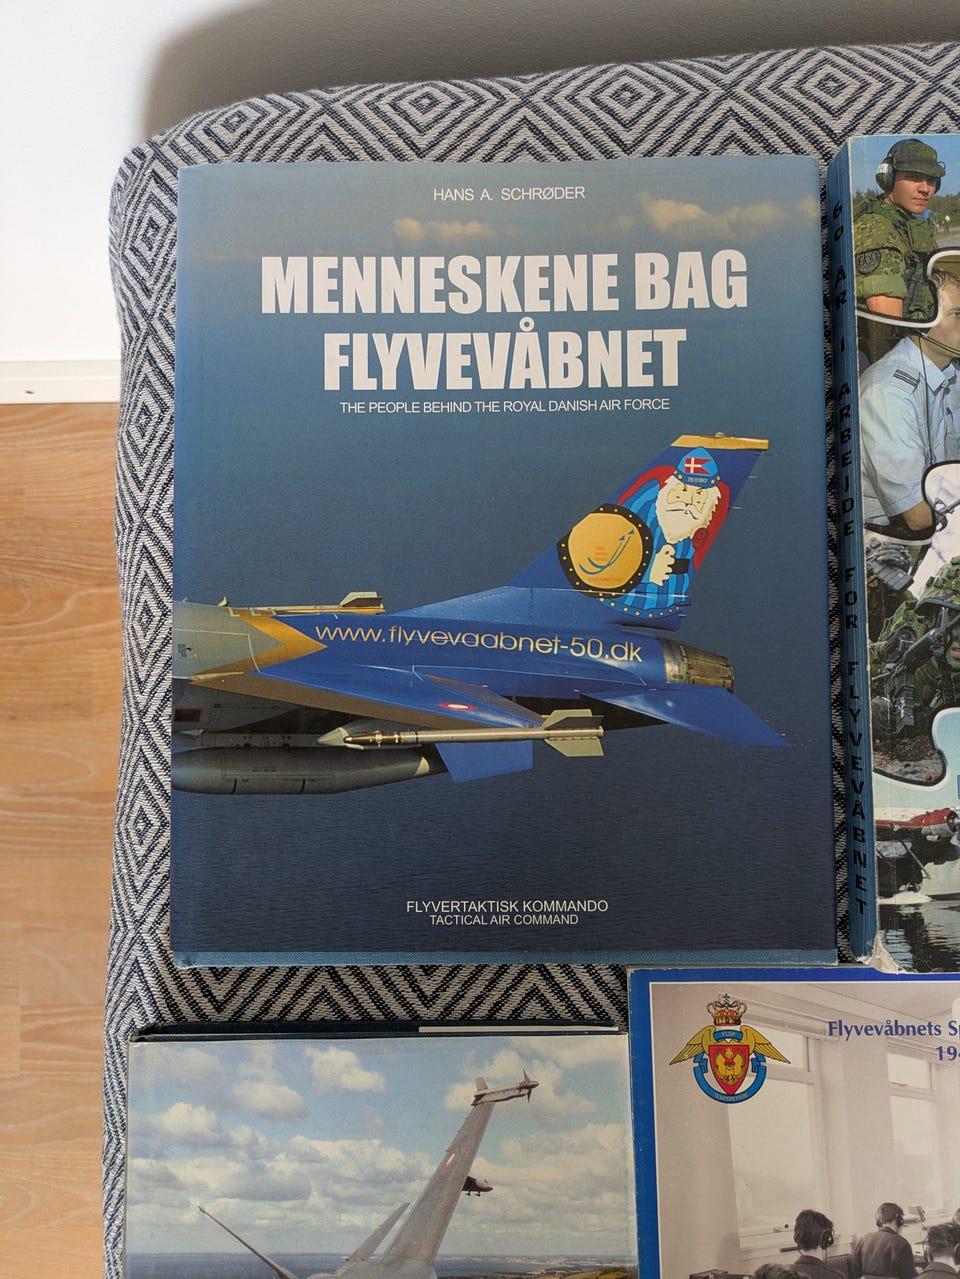 HANS A. SCHRØDER
MENNESKENE BAG
FLYVEVÅBNET
THE PEOPLE BEHIND THE ROYAL DANISH AIR FORCE
www.flyvevaabnet-50.dk
FLYVERTAKTISK KOMMANDO
TACTICAL AIR COMMAND
60 ÅR I ARBEJDE FOR FLYVEVÅBNET
Flyvevåbnets